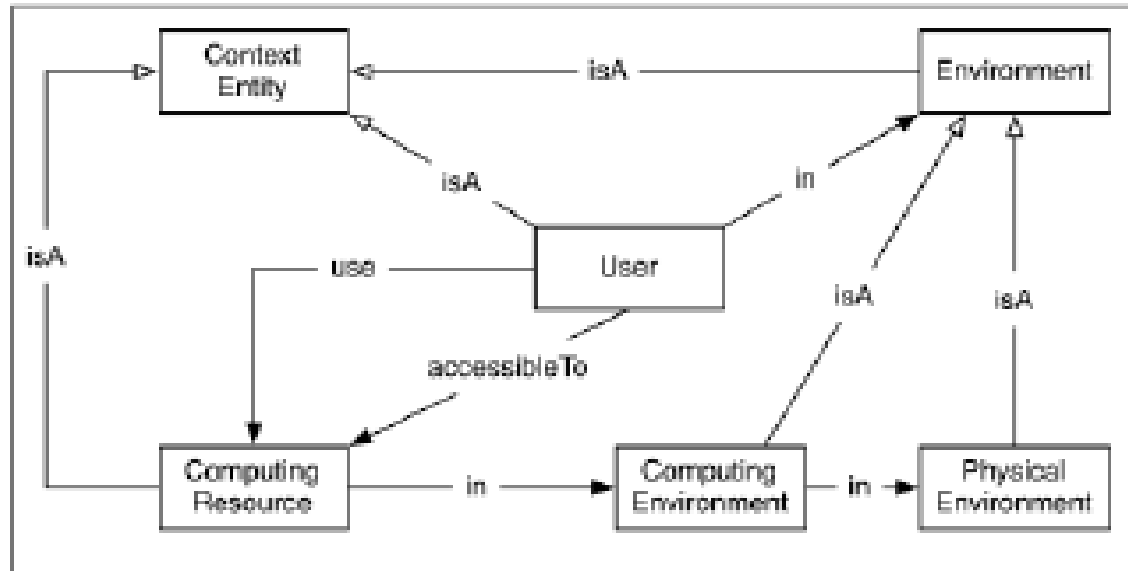 Context
Entity
isA
Environment
isA
in
isA
use
User
isA
isA
accessibleTo
Computing
Resource
in
Computing
Environment
in
Physical
Environment